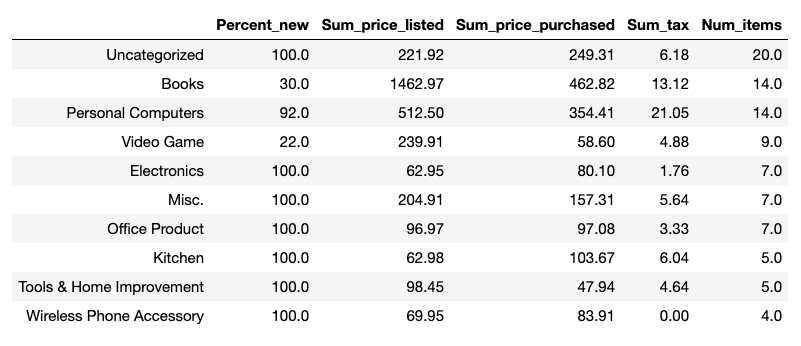 Percent_new Sum_price_listed Sum_price_purchased Sum_tax Num_items
Uncategorized 100.0 221.92 249.31 6.18 20.0
Books 30.0 1462.97 462.82 13.12 14.0
Personal Computers 92.0 512.50 354.41 21.05 14.0
Video Game 22.0 239.91 58.60 4.88 9.0
Electronics 100.0 62.95 80.10 1.76 7.0
Misc. 100.0 204.91 157.31 5.64 7.0
Office Product 100.0 96.97 97.08 3.33 7.0
Kitchen 100.0 62.98 103.67 6.04 5.0
Tools & Home Improvement 100.0 98.45 47.94 4.64 5.0
Wireless Phone Accessory 100.0 69.95 83.91 0.00 4.0